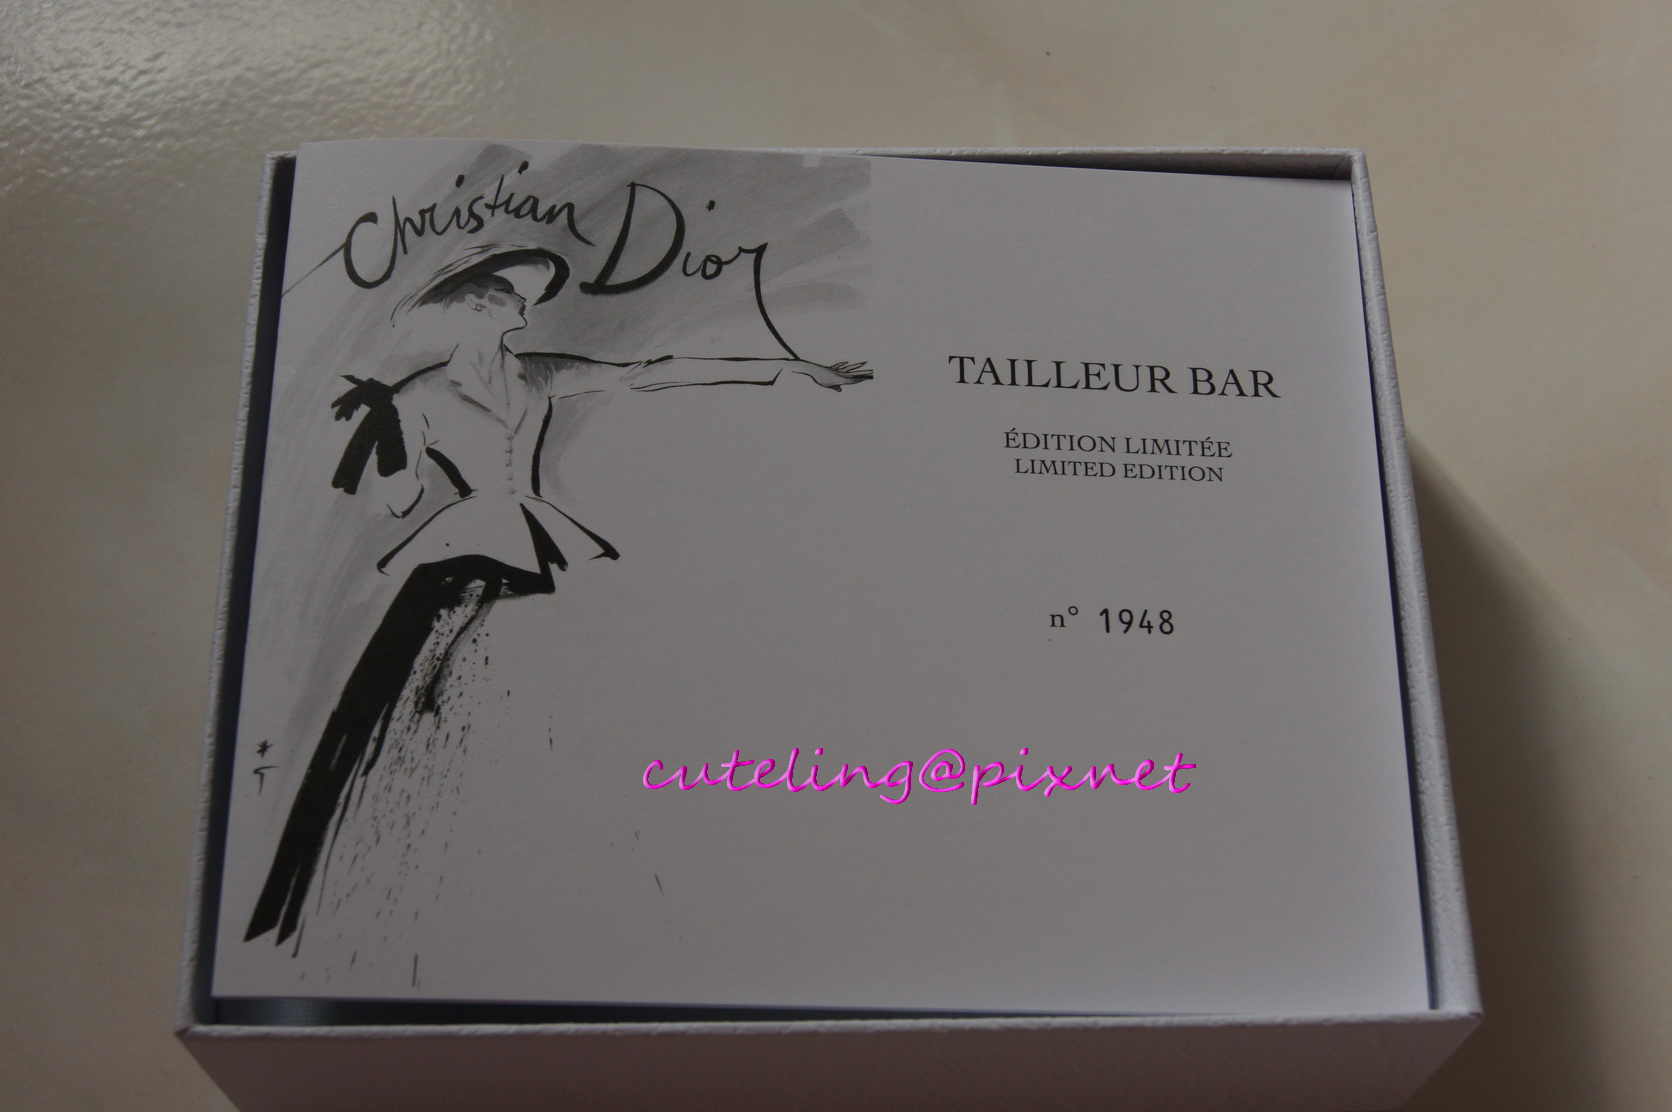 Christian Dior
TAILLEUR BAR
ÉDITION LIMITÉE
LIMITED EDITION
n° 1948
cuteling@pixnet